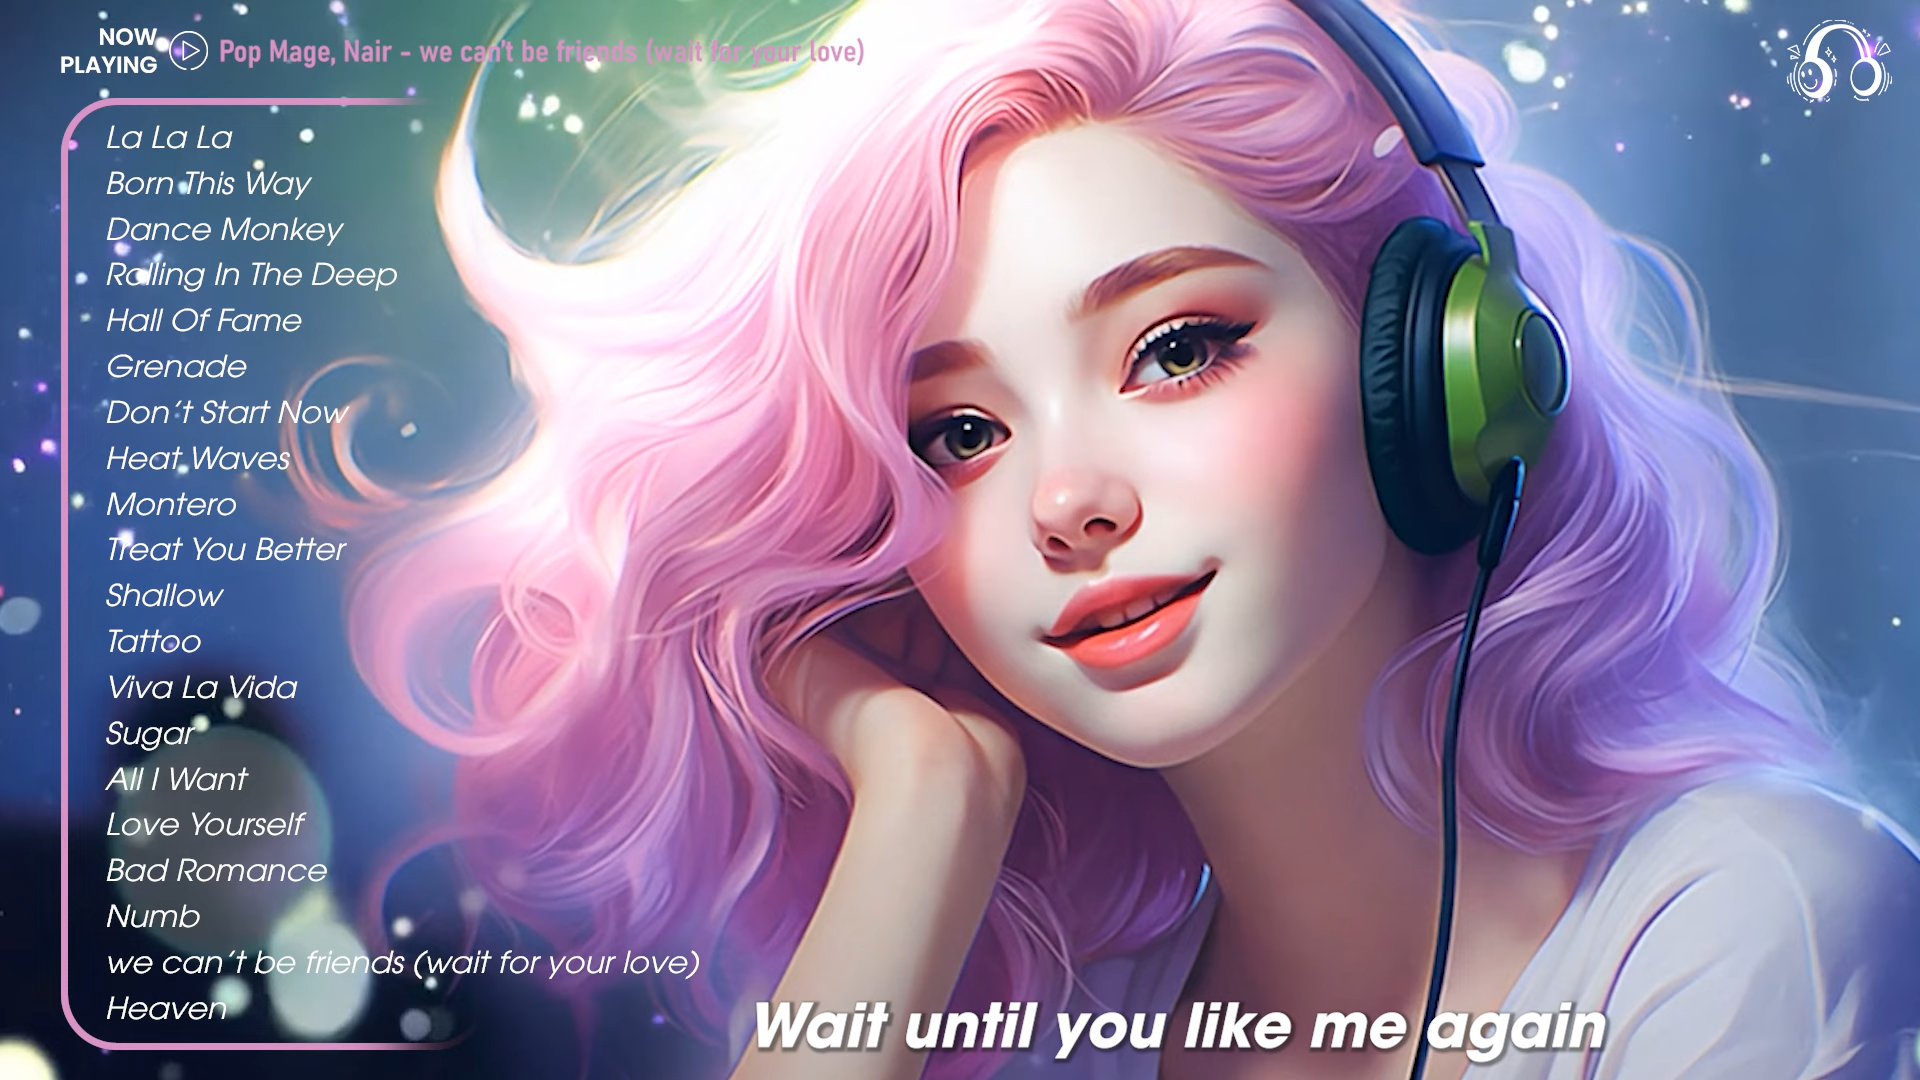 NOW
PLAYING
Pop Mage, Nair - we can't be friends (wait for your love)
La La La
Born This Way
Dance Monkey
Rolling In The Deep
Hall Of Fame
Grenade
Don't Start Now
Heat Waves
Montero
Treat You Better
Shallow
Tattoo
Viva La Vida
Sugar
All I Want
Love Yourself
Bad Romance
Numb
we can't be friends (wait for your love)
Heaven
Wait until you like me again